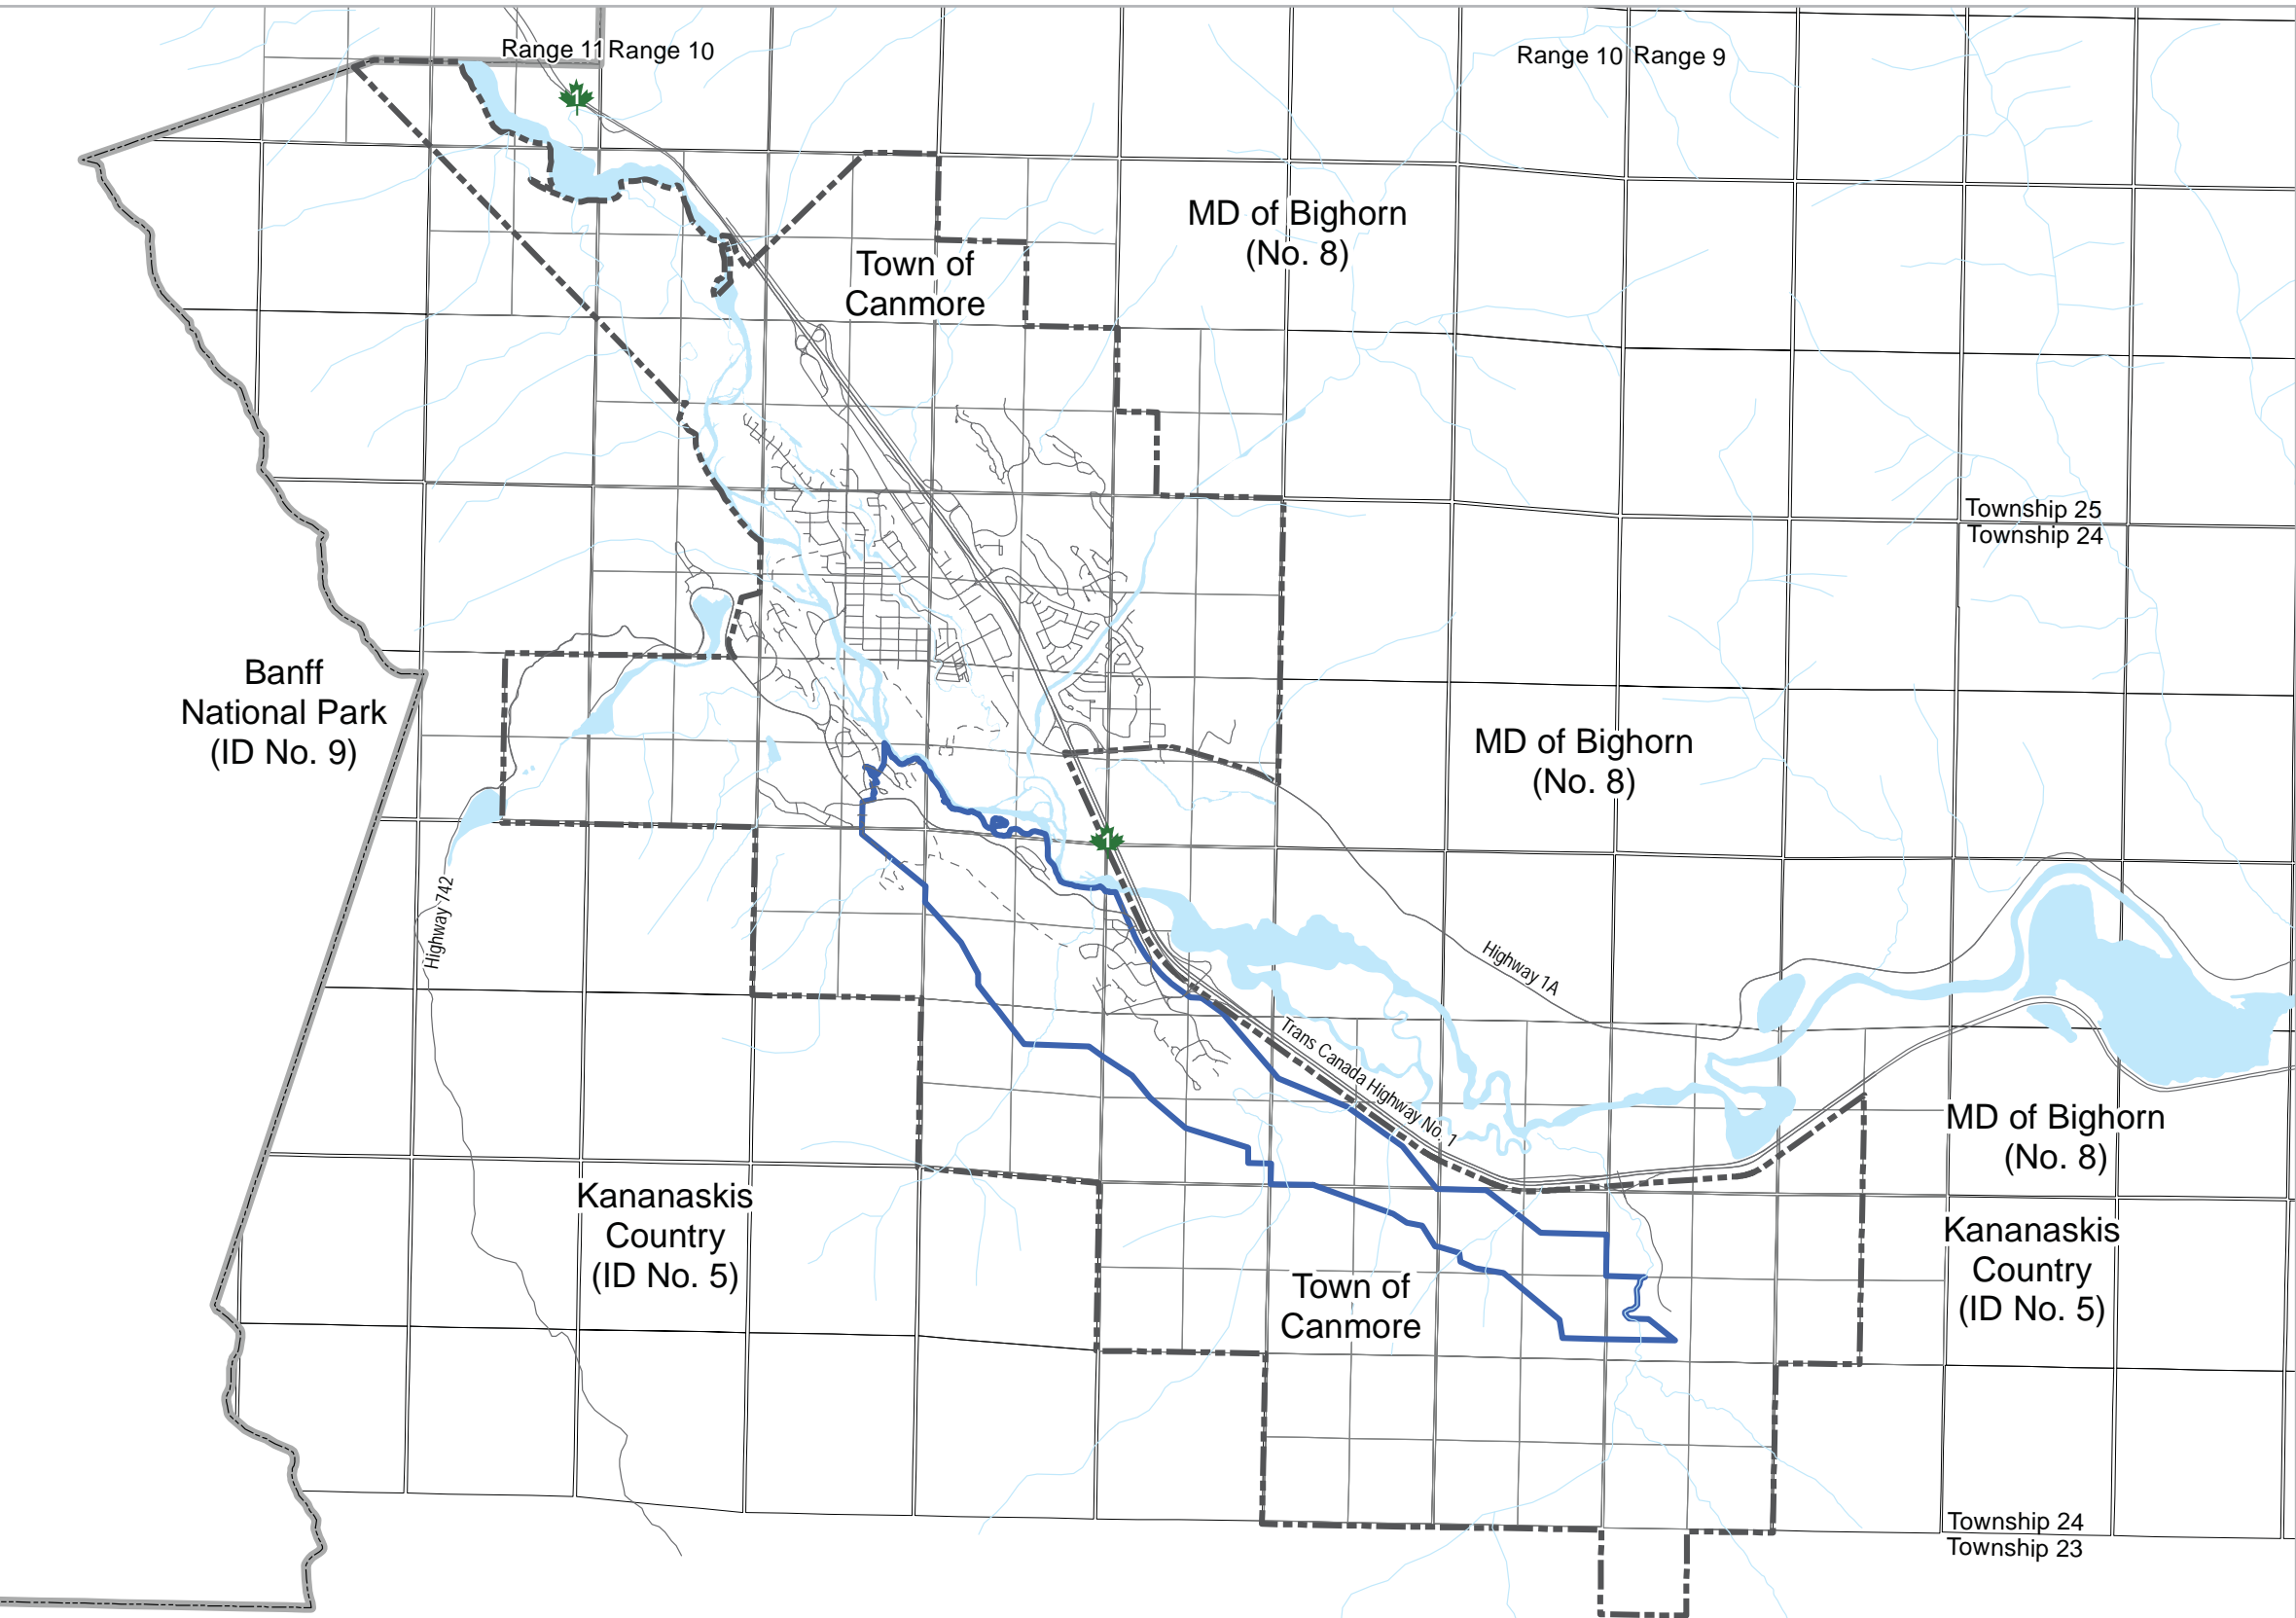 Range 11 Range 10
Range 10 Range 9
1
MD of Bighorn
(No. 8)
Town of
Canmore
Township 25
Township 24
Banff
National Park
(ID No. 9)
MD of Bighorn
(No. 8)
1
Highway 742
Highway 1A
Trans Canada Highway No. 1
MD of Bighorn
(No. 8)
Kananaskis
Country
(ID No. 5)
Kananaskis
Country
(ID No. 5)
Town of
Canmore
Township 24
Township 23